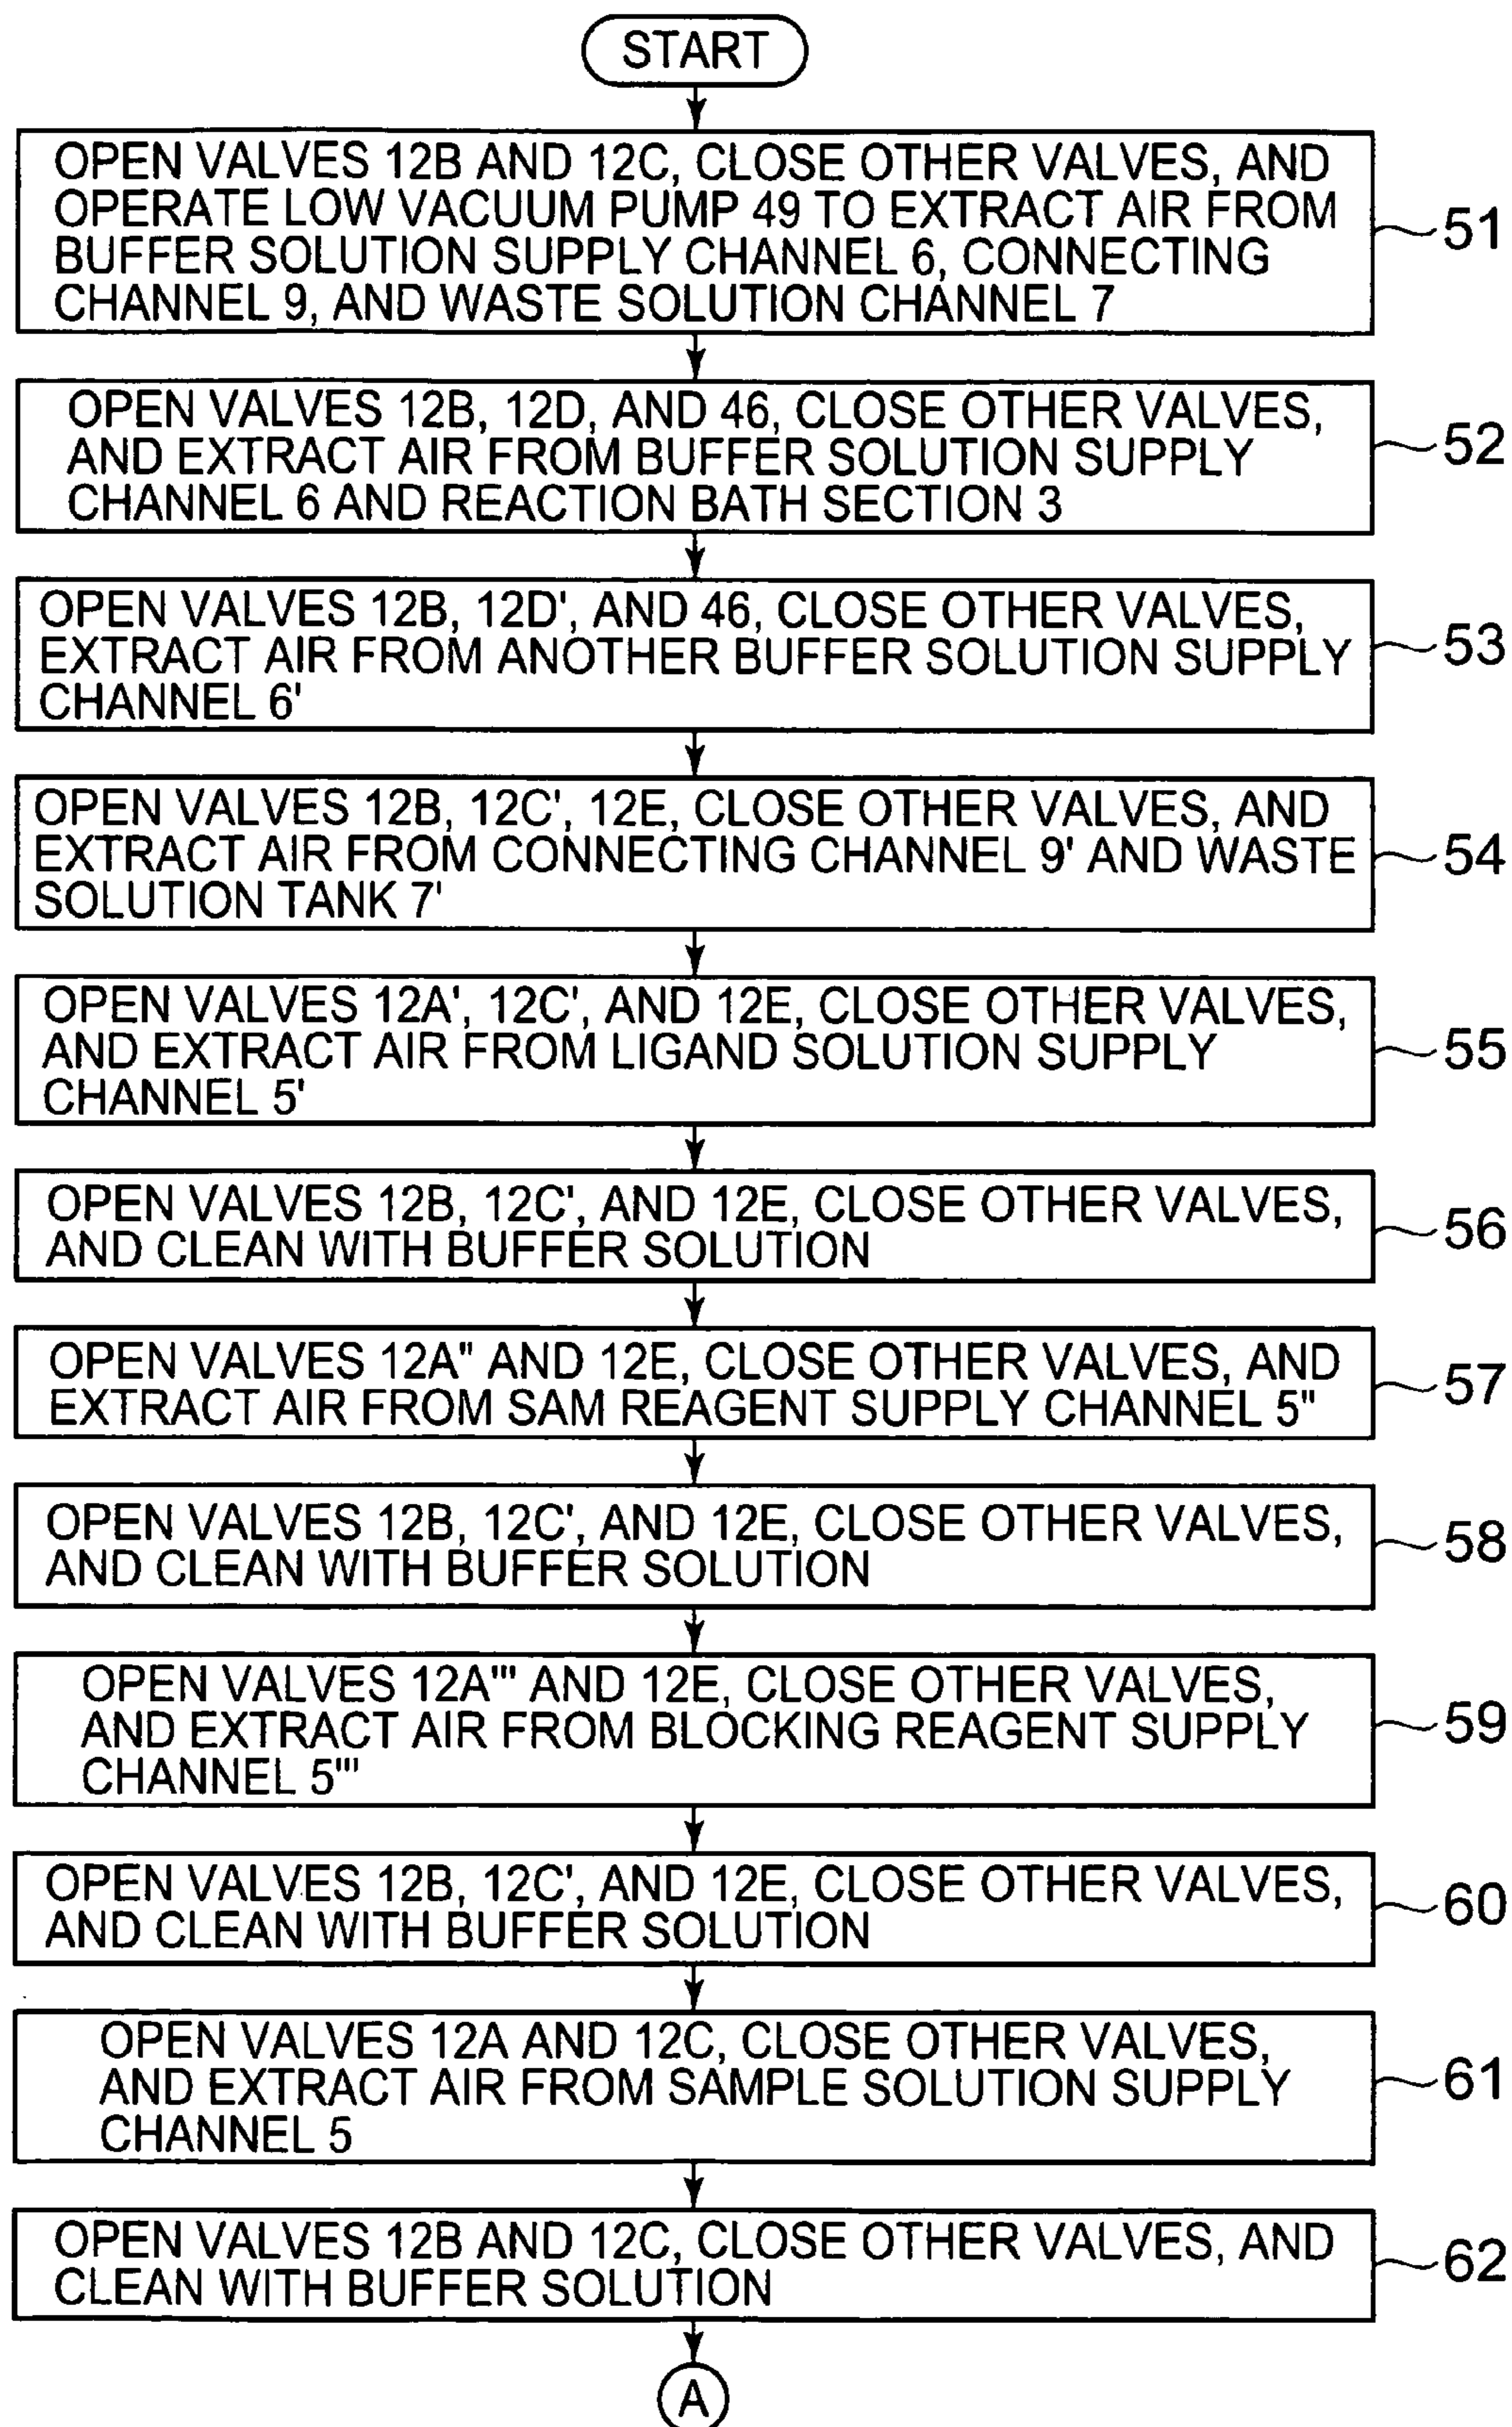 START
OPEN VALVES 12B AND 12C, CLOSE OTHER VALVES, AND
OPERATE LOW VACUUM PUMP 49 TO EXTRACT AIR FROM
BUFFER SOLUTION SUPPLY CHANNEL 6, CONNECTING
CHANNEL 9, AND WASTE SOLUTION CHANNEL 7
51
OPEN VALVES 12B, 12D, AND 46, CLOSE OTHER VALVES,
AND EXTRACT AIR FROM BUFFER SOLUTION SUPPLY
CHANNEL 6 AND REACTION BATH SECTION 3
52
OPEN VALVES 12B, 12D', AND 46, CLOSE OTHER VALVES,
EXTRACT AIR FROM ANOTHER BUFFER SOLUTION SUPPLY
CHANNEL 6'
53
OPEN VALVES 12B, 12C', 12E, CLOSE OTHER VALVES, AND
EXTRACT AIR FROM CONNECTING CHANNEL 9' AND WASTE
SOLUTION TANK 7'
54
OPEN VALVES 12A', 12C', AND 12E, CLOSE OTHER VALVES,
AND EXTRACT AIR FROM LIGAND SOLUTION SUPPLY
CHANNEL 5'
55
OPEN VALVES 12B, 12C', AND 12E, CLOSE OTHER VALVES,
AND CLEAN WITH BUFFER SOLUTION
56
OPEN VALVES 12A" AND 12E, CLOSE OTHER VALVES, AND
EXTRACT AIR FROM SAM REAGENT SUPPLY CHANNEL 5"
57
OPEN VALVES 12B, 12C', AND 12E, CLOSE OTHER VALVES,
AND CLEAN WITH BUFFER SOLUTION
58
OPEN VALVES 12A''' AND 12E, CLOSE OTHER VALVES,
AND EXTRACT AIR FROM BLOCKING REAGENT SUPPLY
CHANNEL 5'''
59
OPEN VALVES 12B, 12C', AND 12E, CLOSE OTHER VALVES,
AND CLEAN WITH BUFFER SOLUTION
60
OPEN VALVES 12A AND 12C, CLOSE OTHER VALVES,
AND EXTRACT AIR FROM SAMPLE SOLUTION SUPPLY
CHANNEL 5
61
OPEN VALVES 12B AND 12C, CLOSE OTHER VALVES, AND
CLEAN WITH BUFFER SOLUTION
62
A